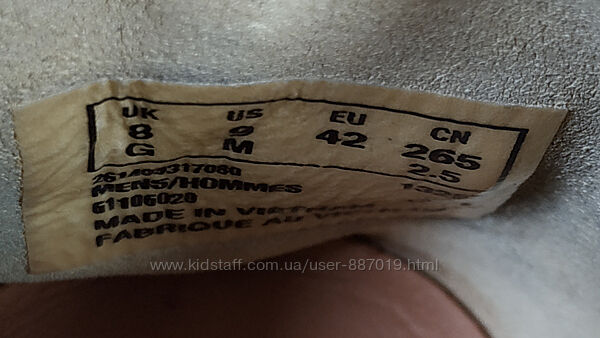 UK US EU CN
8 9 42 265
G M 2.5
261404317080
MENS/HOMMES
61106020
MADE IN VIETNAM
FABRIQUE AU
www.kidstaff.com.ua/user-887019.html